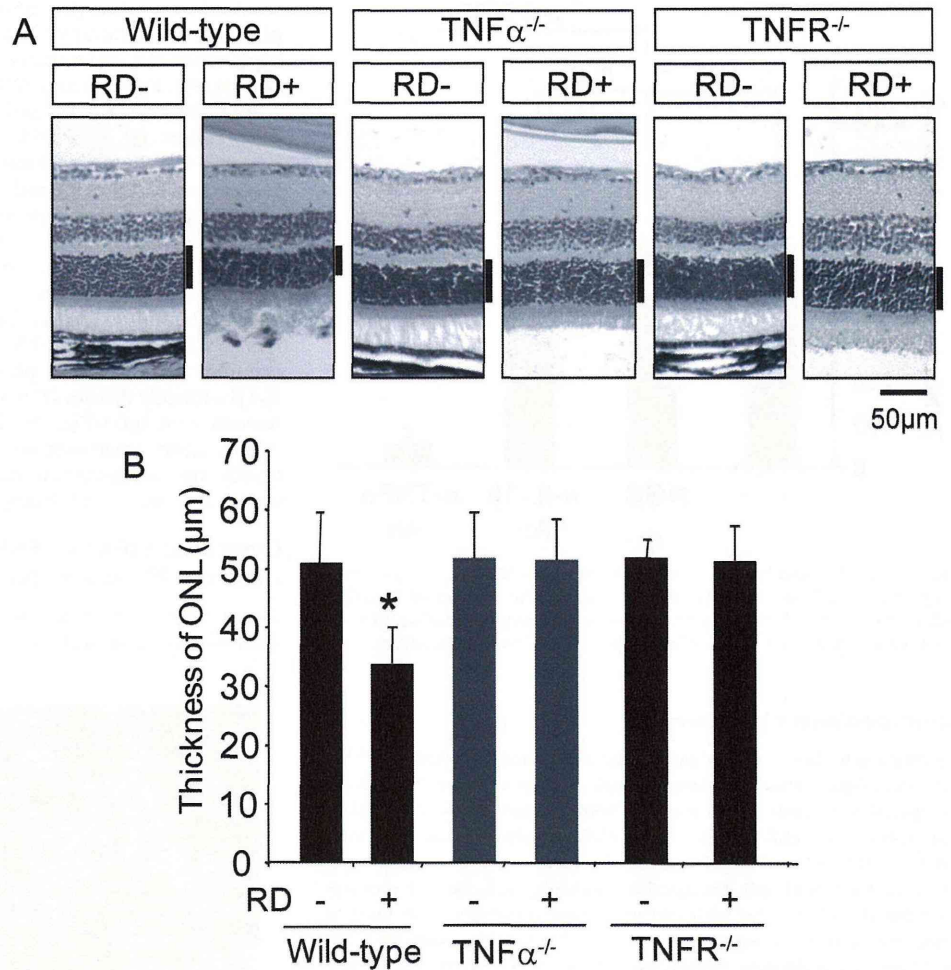 A
Wild-type TNFα-/- TNFR-/-
RD- RD+ RD- RD+ RD- RD+
50μm
B
Thickness of ONL (μm)
70
60
50
40
30
20
10
0
*
RD - + - + - +
Wild-type TNFα-/- TNFR-/-